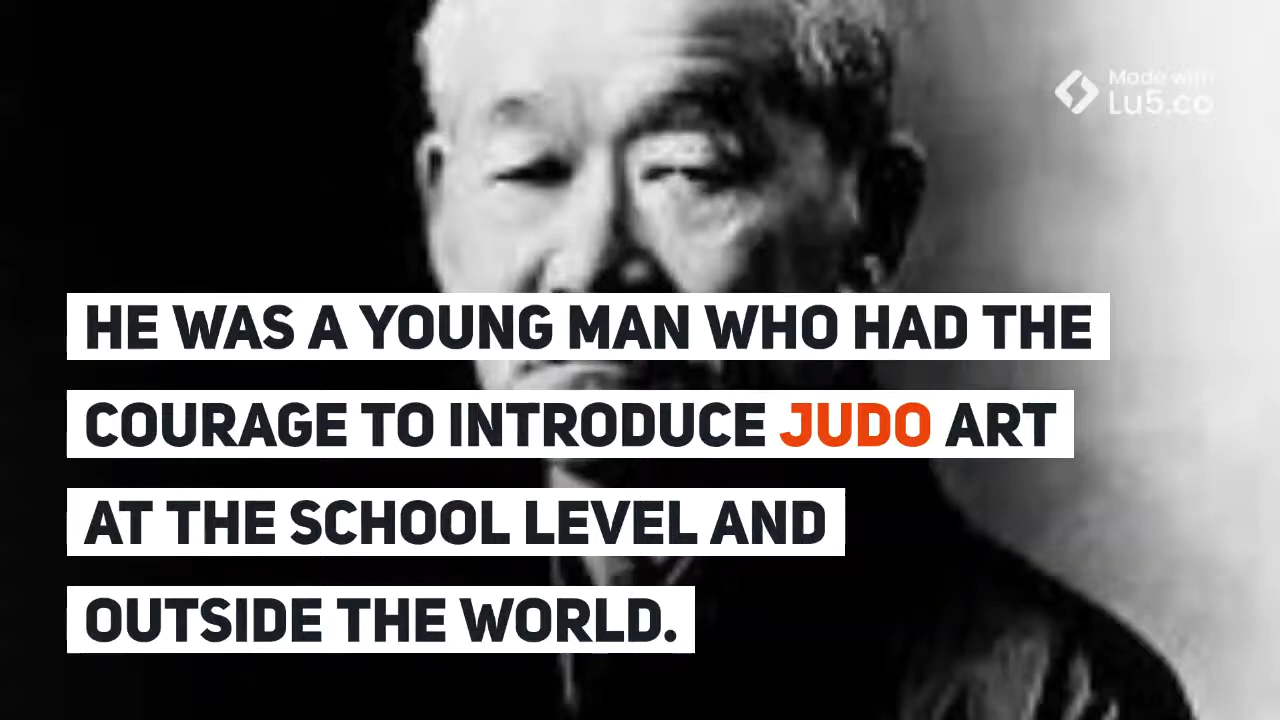 Made with
Lu5.co
HE WAS A YOUNG MAN WHO HAD THE
COURAGE TO INTRODUCE JUDO ART
AT THE SCHOOL LEVEL AND
OUTSIDE THE WORLD.